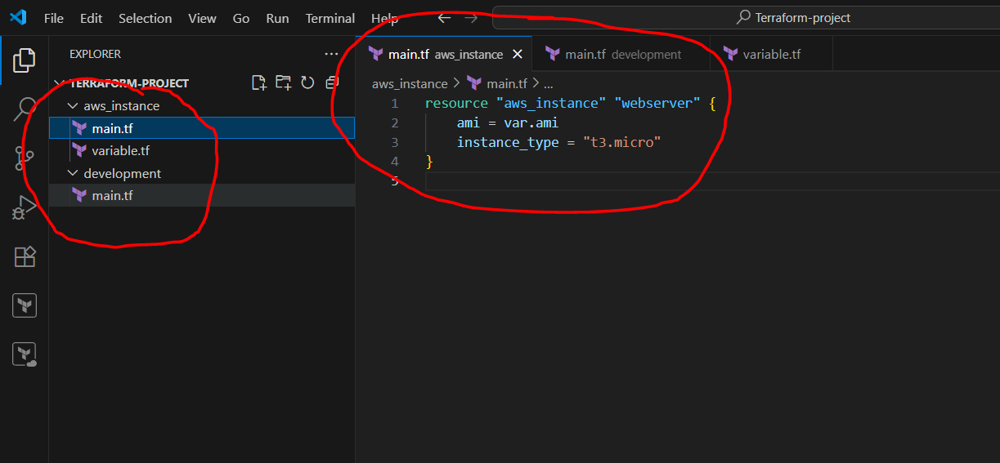 File Edit Selection View Go Run Terminal Help
Terraform-project
EXPLORER
TERRAFORM-PROJECT
aws_instance
main.tf
variable.tf
development
main.tf
main.tf aws_instance
main.tf development
variable.tf
aws_instance > main.tf > ...
1 resource "aws_instance" "webserver" {
2 ami = var.ami
3 instance_type = "t3.micro"
4 }
5